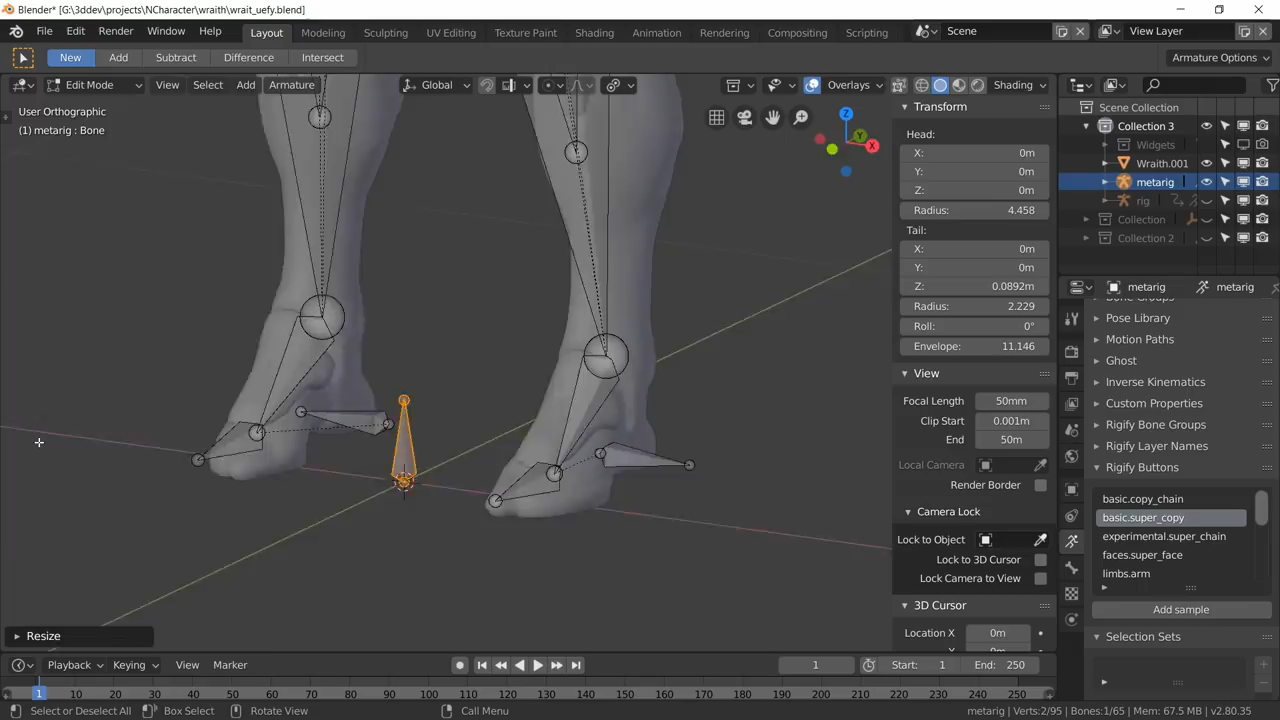 Blender* [G:\3ddev\projects\NCharacter\wraith\wrait_uefy.blend]
File Edit Render Window Help Layout Modeling Sculpting UV Editing Texture Paint Shading Animation Rendering Compositing Scripting Scene View Layer
New Add Subtract Difference Intersect Armature Options
Edit Mode View Select Add Armature Global Overlays Shading
User Orthographic
(1) metarig : Bone
Z
Y
X
Transform
Head:
X: 0m
Y: 0m
Z: 0m
Radius: 4.458
Tail:
X: 0m
Y: 0m
Z: 0.0892m
Radius: 2.229
Roll: 0°
Envelope: 11.146
View
Focal Length 50mm
Clip Start 0.001m
End 50m
Local Camera
Render Border
Camera Lock
Lock to Object
Lock to 3D Cursor
Lock Camera to View
3D Cursor
Location X 0m
Scene Collection
Collection 3
Widgets
Wraith.001
metarig
rig
Collection
Collection 2
metarig metarig
Bone Groups
Pose Library
Motion Paths
Ghost
Inverse Kinematics
Custom Properties
Rigify Bone Groups
Rigify Layer Names
Rigify Buttons
basic.copy_chain
basic.super_copy
experimental.super_chain
faces.super_face
limbs.arm
Add sample
Selection Sets
Resize
Playback Keying View Marker 1 Start: 1 End: 250
1 10 20 30 40 50 60 70 80 90 100 110 120 130 140 150 160 170 180 190 200 210 220 230 240 250
Select or Deselect All Box Select Rotate View Call Menu metarig | Verts:2/95 | Bones:1/65 | Mem: 67.5 MB | v2.80.35